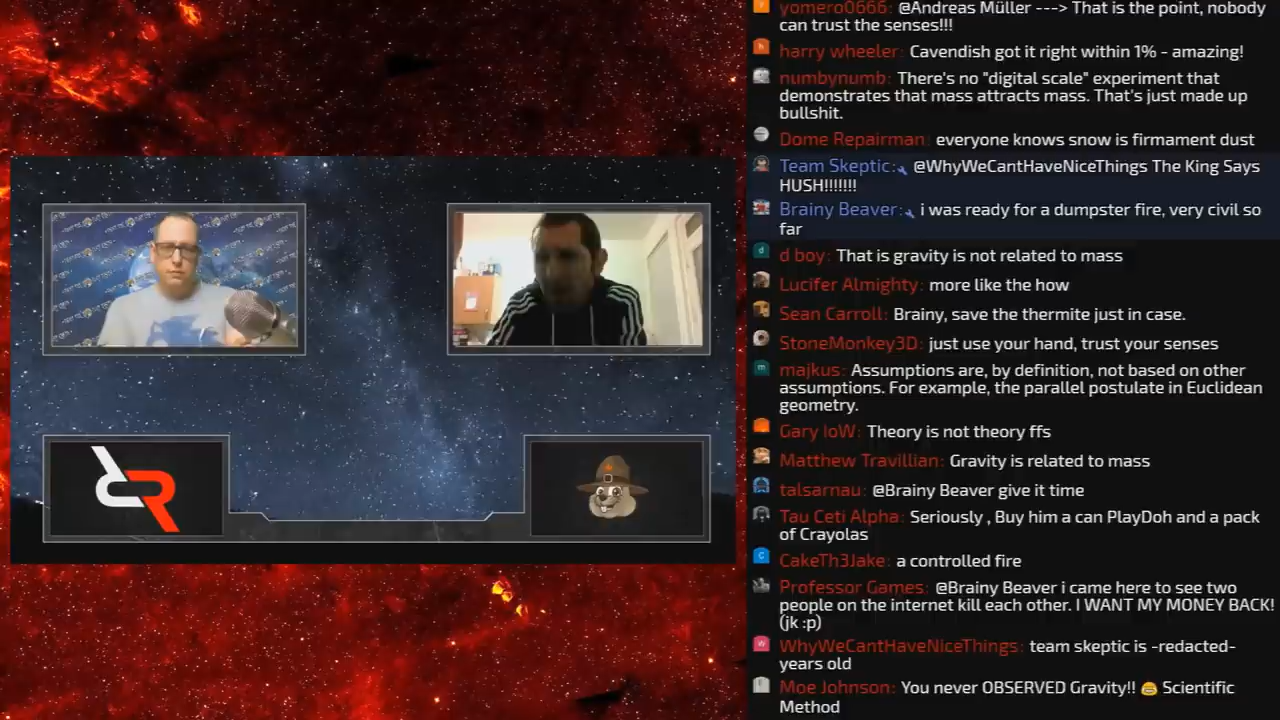 yomero0666: @Andreas Müller ---> That is the point, nobody
can trust the senses!!!
harry wheeler: Cavendish got it right within 1% - amazing!
numbynumb: There's no "digital scale" experiment that
demonstrates that mass attracts mass. That's just made up
bullshit.
Dome Repairman: everyone knows snow is firmament dust
Team Skeptic: @WhyWeCantHaveNiceThings The King Says
HUSH!!!!!!!
Brainy Beaver: i was ready for a dumpster fire, very civil so
far
d boy: That is gravity is not related to mass
Lucifer Almighty: more like the how
Sean Carroll: Brainy, save the thermite just in case.
StoneMonkey3D: just use your hand, trust your senses
majkus: Assumptions are, by definition, not based on other
assumptions. For example, the parallel postulate in Euclidean
geometry.
Gary IoW: Theory is not theory ffs
Matthew Travillian: Gravity is related to mass
talsarnau: @Brainy Beaver give it time
Tau Ceti Alpha: Seriously , Buy him a can PlayDoh and a pack
of Crayolas
CakeTh3Jake: a controlled fire
Professor Games: @Brainy Beaver i came here to see two
people on the internet kill each other. I WANT MY MONEY BACK!
(jk :p)
WhyWeCantHaveNiceThings: team skeptic is -redacted-
years old
Moe Johnson: You never OBSERVED Gravity!! 😂 Scientific
Method